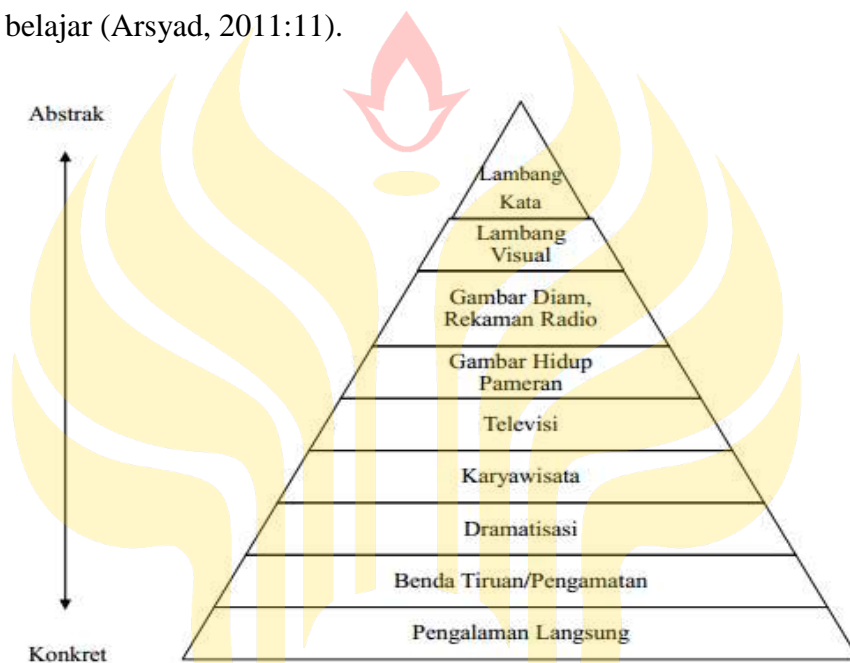 belajar (Arsyad, 2011:11).
Abstrak
Lambang
Kata
Lambang
Visual
Gambar Diam,
Rekaman Radio
Gambar Hidup
Pameran
Televisi
Karyawisata
Dramatisasi
Benda Tiruan/Pengamatan
Pengalaman Langsung
Konkret